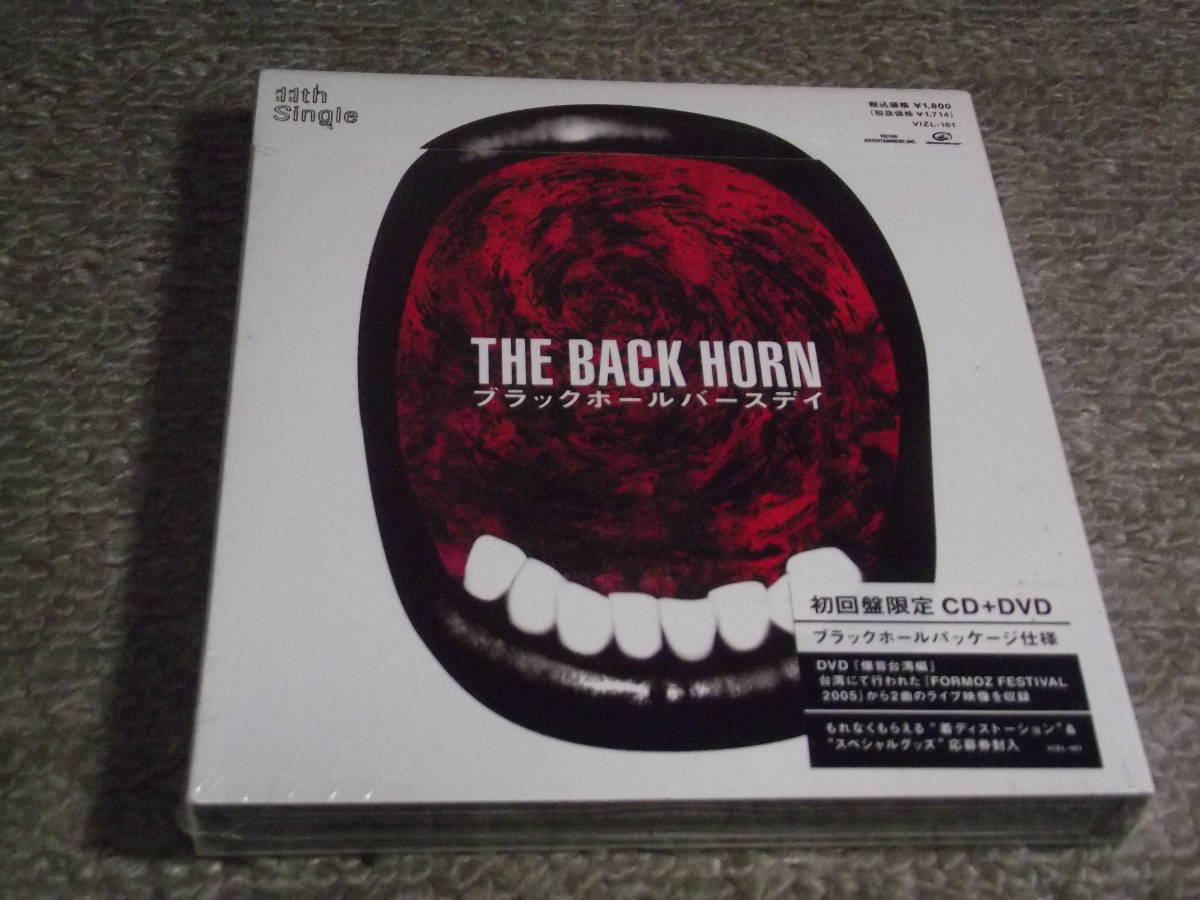 11th
Single
税込価格 ¥1,800
(税抜価格 ¥1,714)
VIZL-161
VICTOR
ENTERTAINMENT, INC.
THE BACK HORN
ブラックホールバースデイ
初回盤限定 CD+DVD
ブラックホールパッケージ仕様
DVD「爆音台湾編」
台湾にて行われた「FORMOZ FESTIVAL
2005」から2曲のライブ映像を収録
もれなくもらえる"着ディストーション"&
"スペシャルグッズ" 応募券封入
VIZL-161